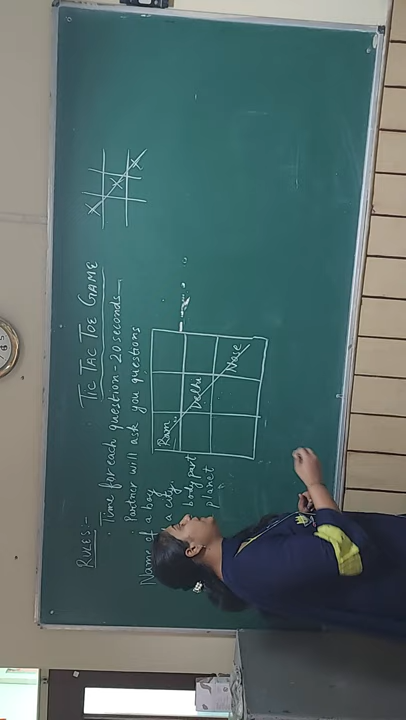 TIC TAC TOE GAME
RULES:-
Time for each question - 20 seconds
Partner will ask you questions
Name of a boy
a city
body part
planet
Ram
Delhi
Nose
X
X
X